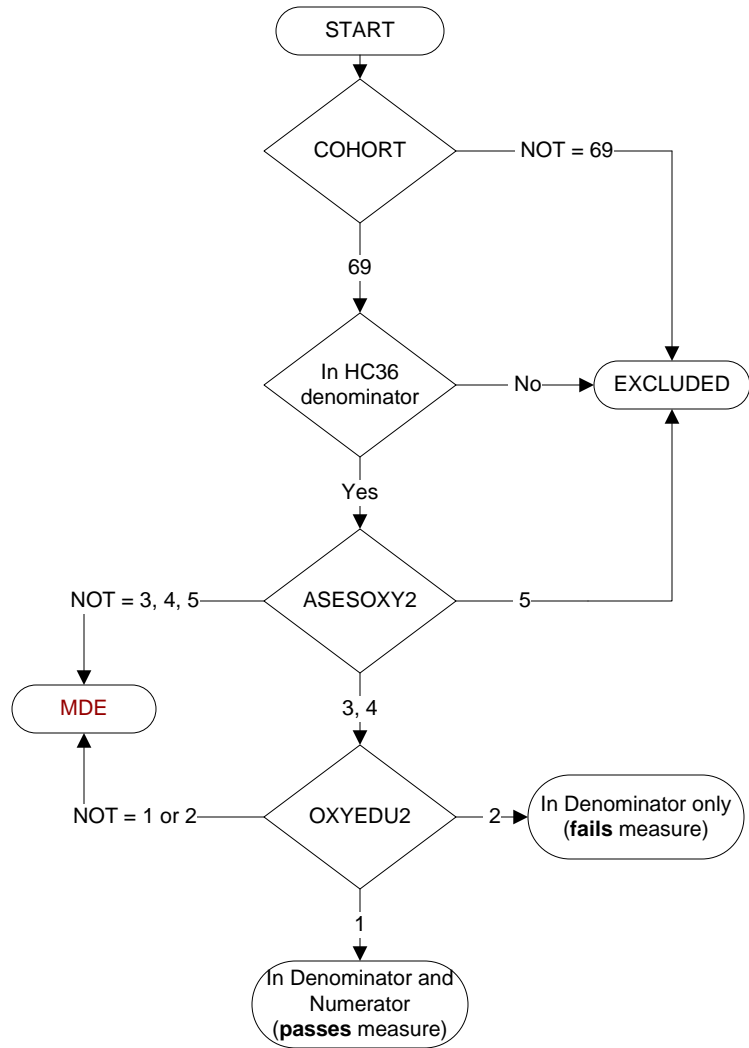 START
COHORT
NOT = 69
69
In HC36
denominator
No
EXCLUDED
Yes
NOT = 3, 4, 5
ASESOXY2
5
MDE
3, 4
NOT = 1 or 2
OXYEDU2
2
In Denominator only
(fails measure)
1
In Denominator and
Numerator
(passes measure)